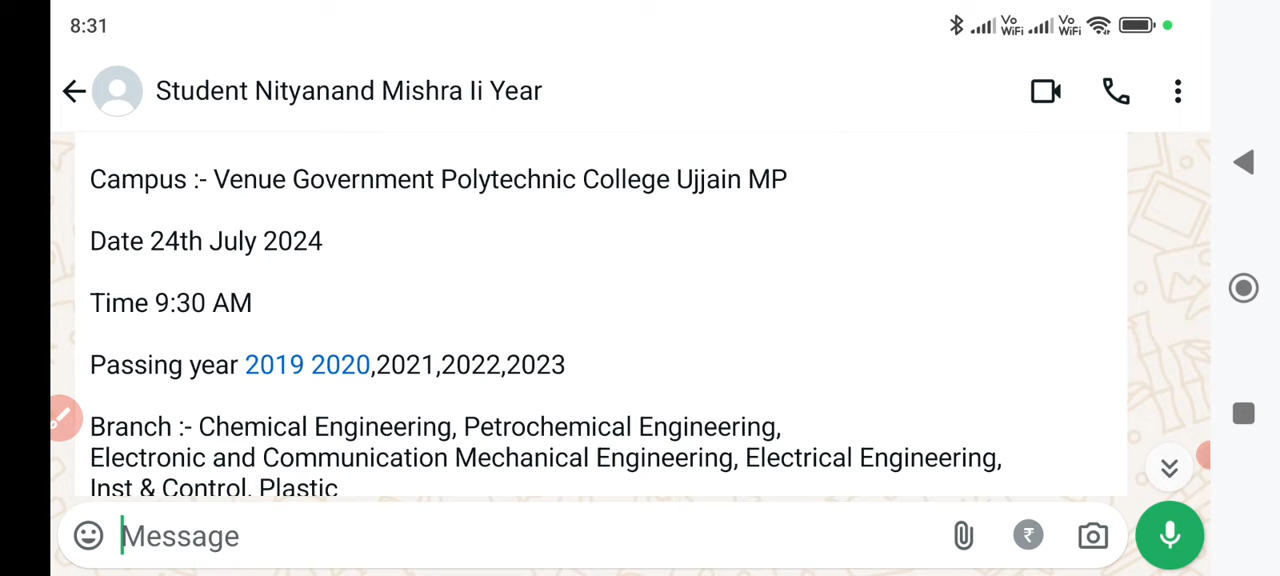 8:31
Vo WiFi Vo WiFi
Student Nityanand Mishra Ii Year
Campus :- Venue Government Polytechnic College Ujjain MP
Date 24th July 2024
Time 9:30 AM
Passing year 2019 2020,2021,2022,2023
Branch :- Chemical Engineering, Petrochemical Engineering,
Electronic and Communication Mechanical Engineering, Electrical Engineering,
Inst & Control, Plastic
Message
₹